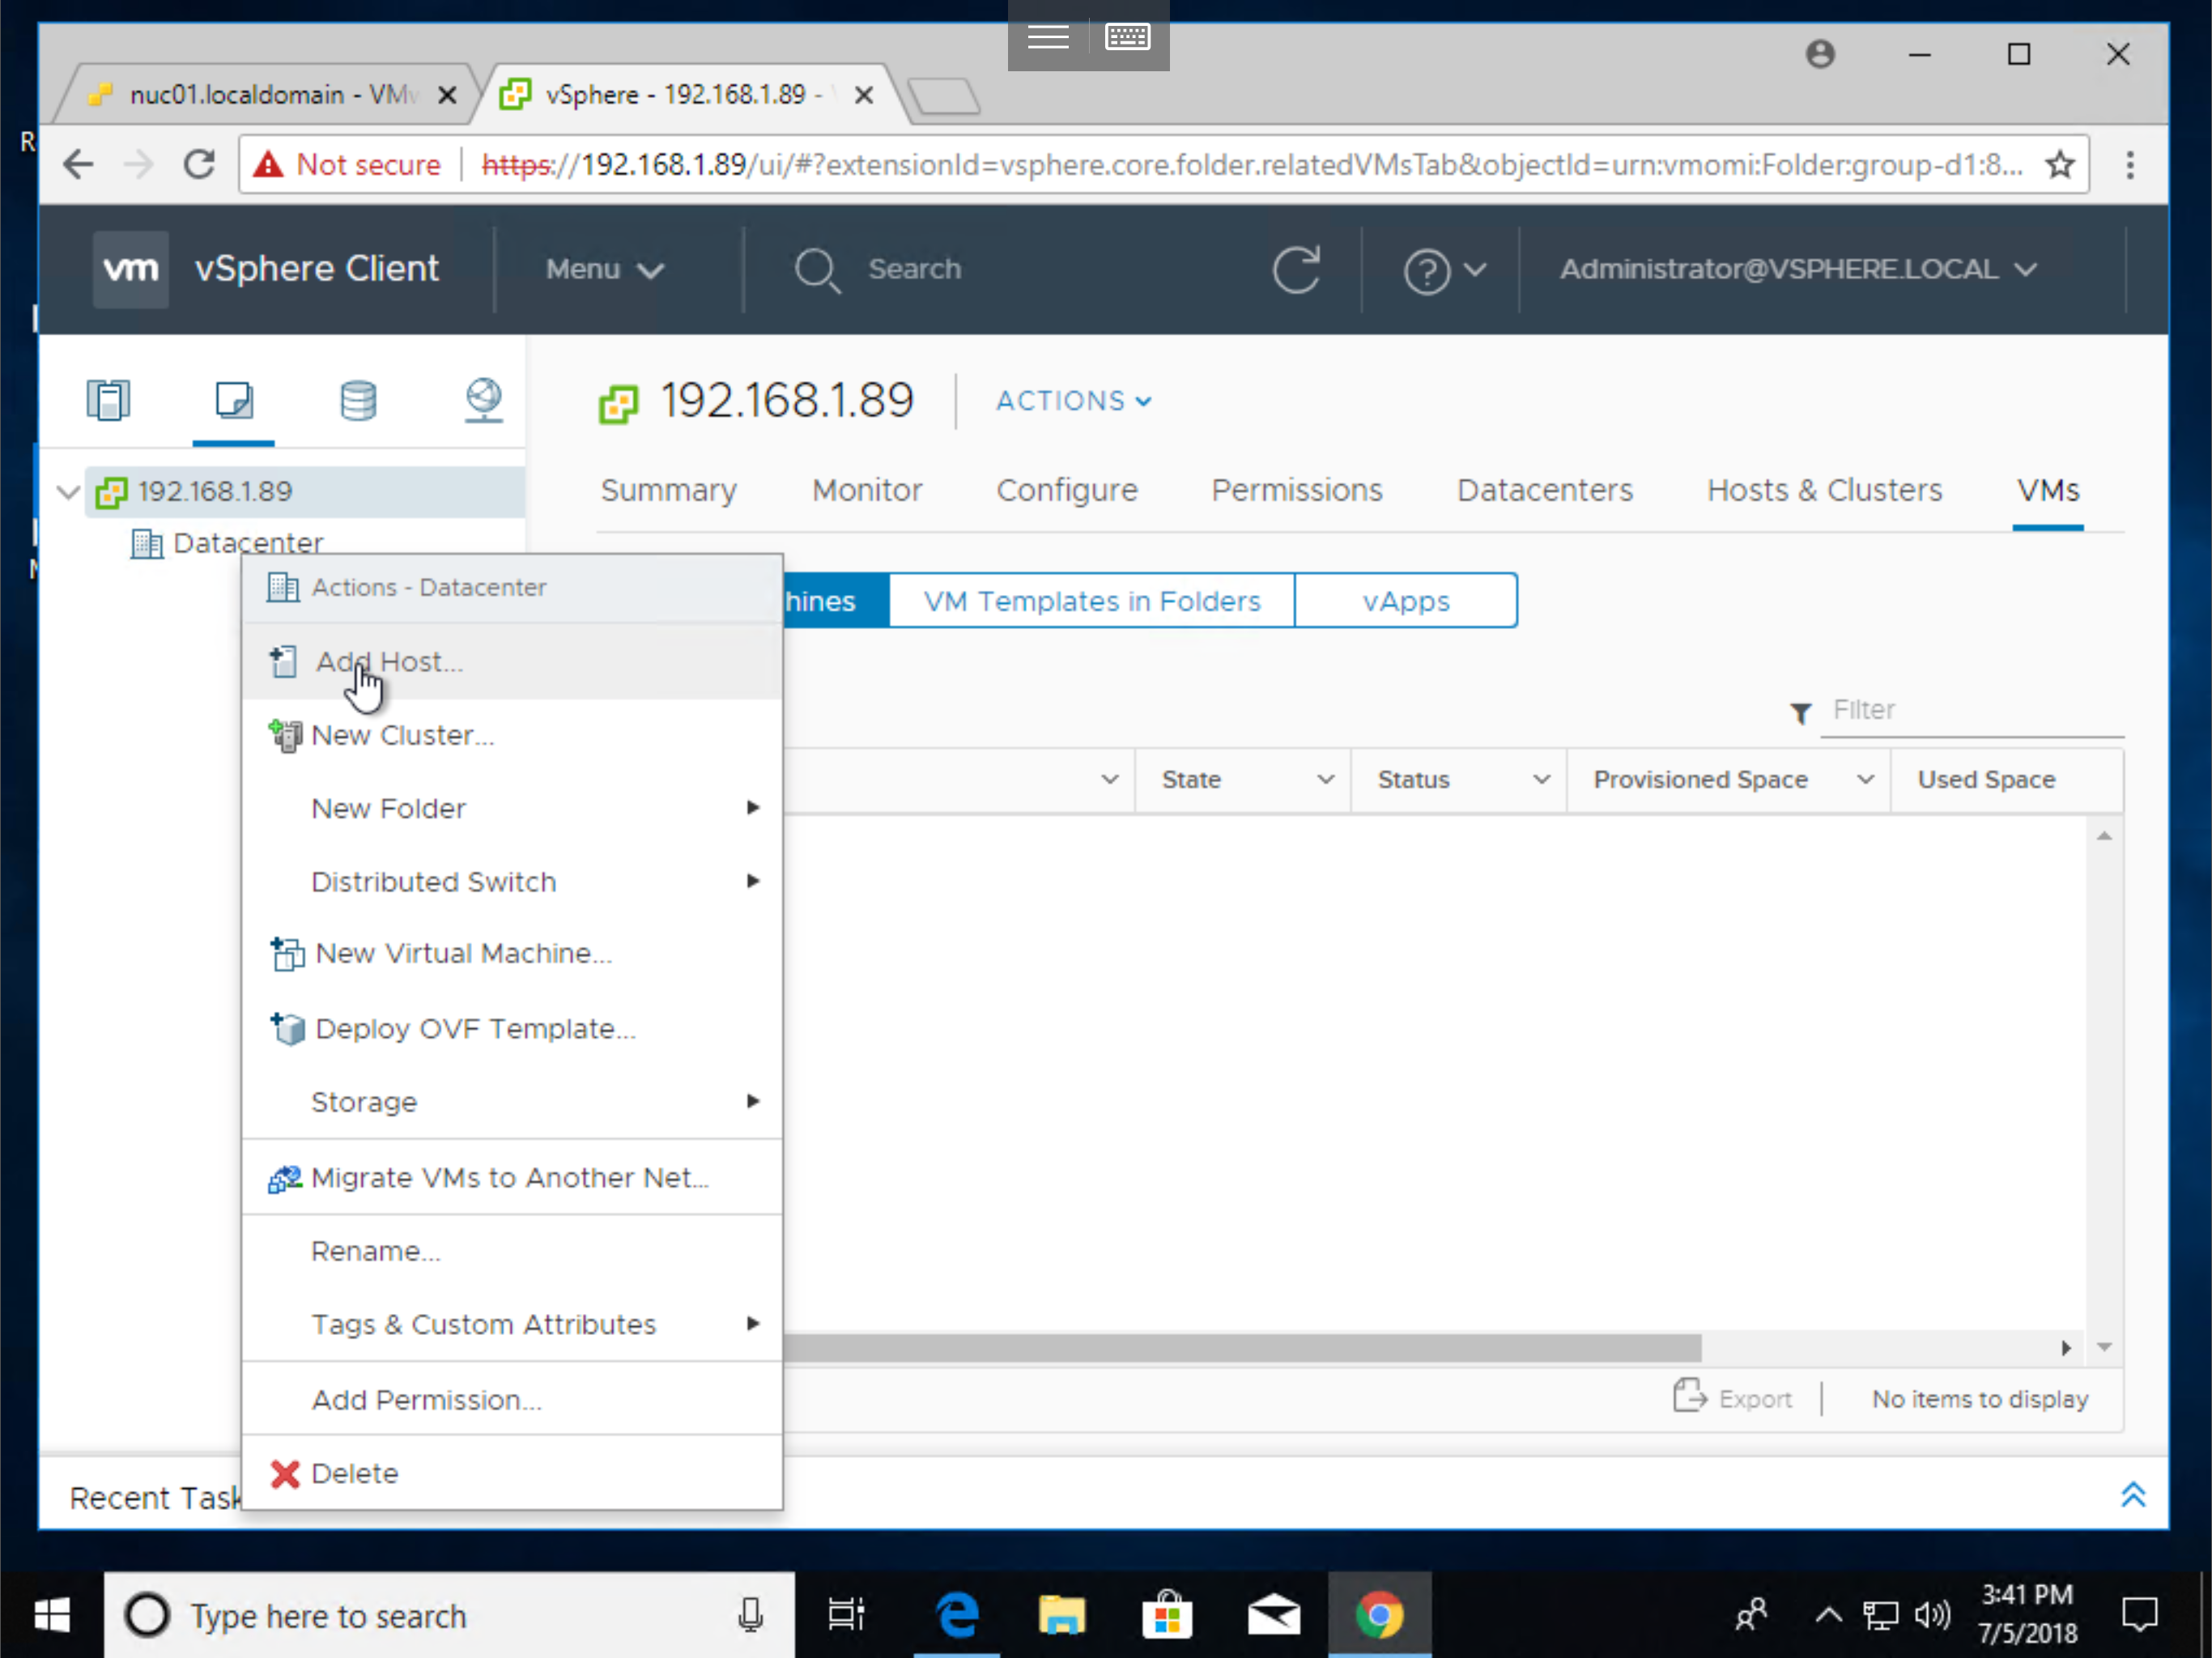 nuc01.localdomain - VM
vSphere - 192.168.1.89 -
Not secure
https://192.168.1.89/ui/#?extensionId=vsphere.core.folder.relatedVMsTab&objectId=urn:vmomi:Folder:group-d1:8...
vm
vSphere Client
Menu
Search
Administrator@VSPHERE.LOCAL
192.168.1.89
ACTIONS
192.168.1.89
Datacenter
Summary
Monitor
Configure
Permissions
Datacenters
Hosts & Clusters
VMs
hines
VM Templates in Folders
vApps
Actions - Datacenter
Add Host...
New Cluster...
New Folder
Distributed Switch
New Virtual Machine...
Deploy OVF Template...
Storage
Migrate VMs to Another Net...
Rename...
Tags & Custom Attributes
Add Permission...
Delete
Filter
State
Status
Provisioned Space
Used Space
Export
No items to display
Recent Task
Type here to search
3:41 PM
7/5/2018